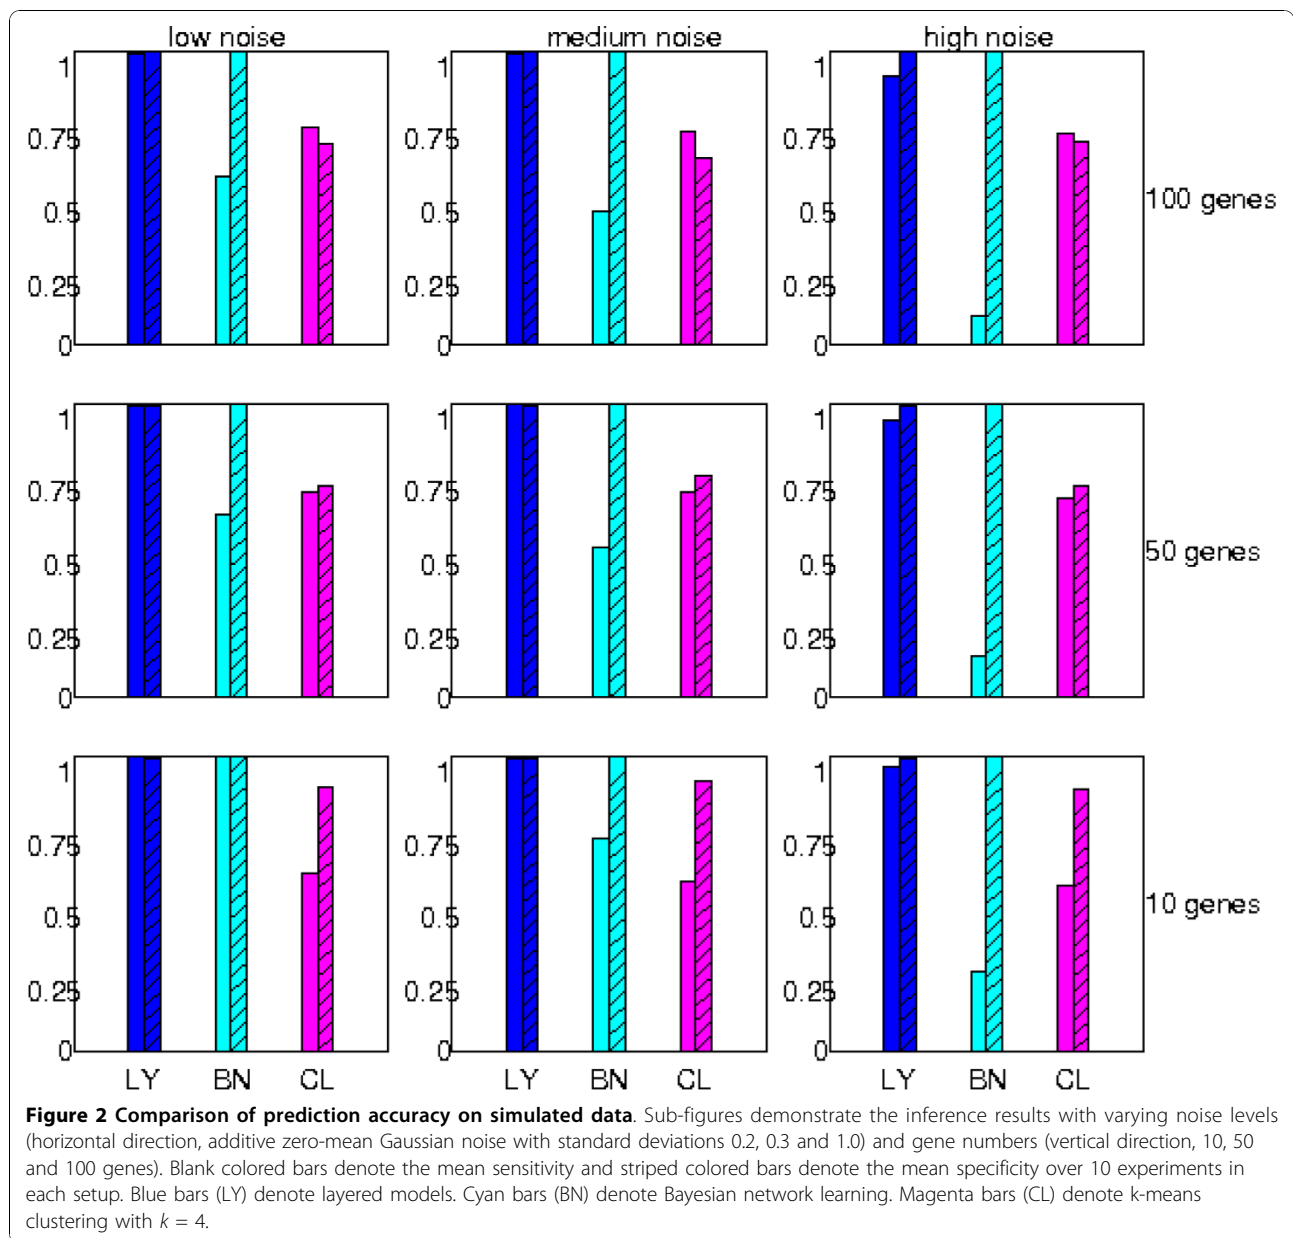 low noise medium noise high noise
1 1 1
0.75 0.75 0.75
0.5 0.5 0.5 100 genes
0.25 0.25 0.25
0 0 0
1 1 1
0.75 0.75 0.75
0.5 0.5 0.5 50 genes
0.25 0.25 0.25
0 0 0
1 1 1
0.75 0.75 0.75
0.5 0.5 0.5 10 genes
0.25 0.25 0.25
0 0 0
LY BN CL LY BN CL LY BN CL
Figure 2 Comparison of prediction accuracy on simulated data. Sub-figures demonstrate the inference results with varying noise levels
(horizontal direction, additive zero-mean Gaussian noise with standard deviations 0.2, 0.3 and 1.0) and gene numbers (vertical direction, 10, 50
and 100 genes). Blank colored bars denote the mean sensitivity and striped colored bars denote the mean specificity over 10 experiments in
each setup. Blue bars (LY) denote layered models. Cyan bars (BN) denote Bayesian network learning. Magenta bars (CL) denote k-means
clustering with k = 4.